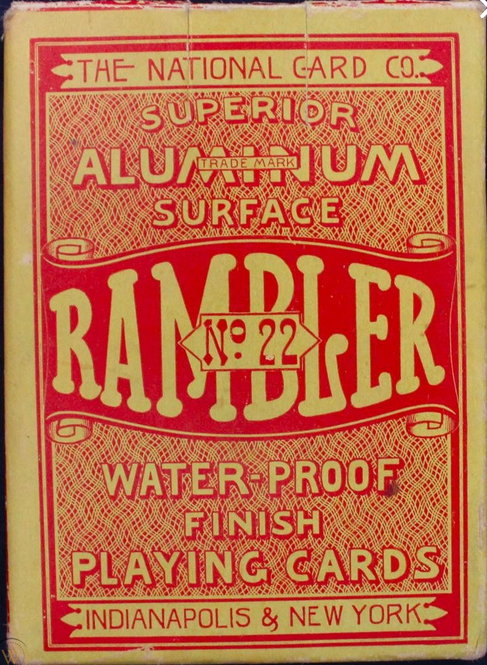 THE NATIONAL CARD CO.
SUPERIOR
ALUMINUM
TRADE MARK
SURFACE
RAMBLER
No 22
WATER-PROOF
FINISH
PLAYING CARDS
INDIANAPOLIS & NEW YORK